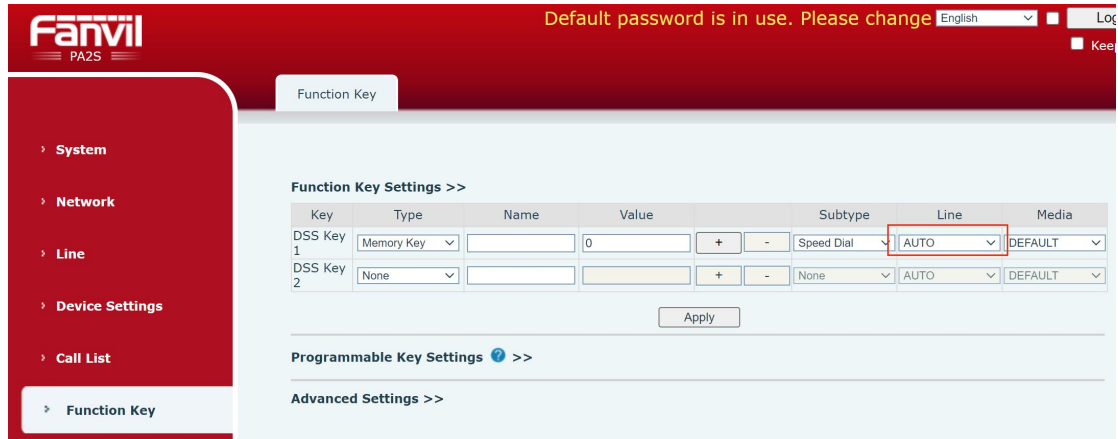 Fanvil
PA2S
Default password is in use. Please change English
Function Key
System
Network
Line
Device Settings
Call List
Function Key
Function Key Settings >>
Key Type Name Value Subtype Line Media
DSS Key 1 Memory Key 0 + - Speed Dial AUTO DEFAULT
DSS Key 2 None + - None AUTO DEFAULT
Apply
Programmable Key Settings ? >>
Advanced Settings >>